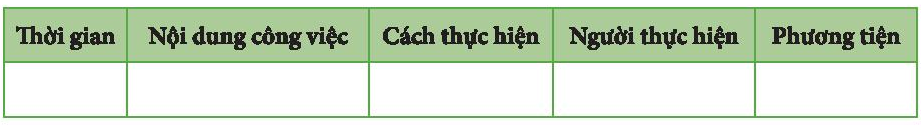 Thời gian Nội dung công việc Cách thực hiện Người thực hiện Phương tiện